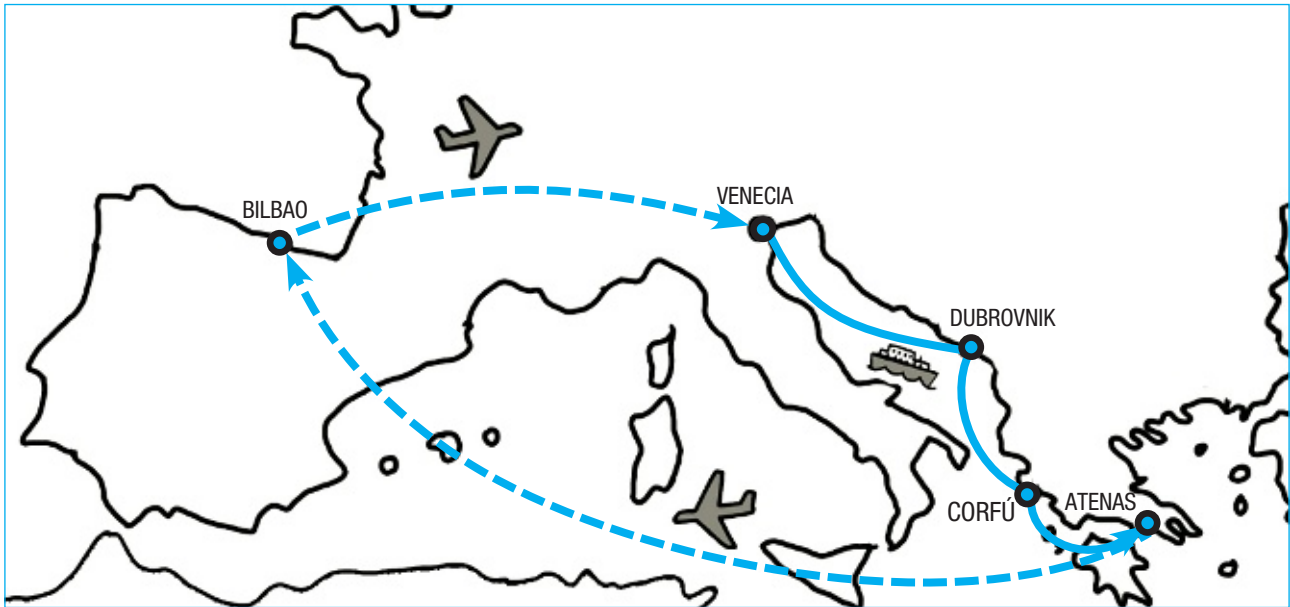 VENECIA
BILBAO
DUBROVNIK
CORFÚ
ATENAS